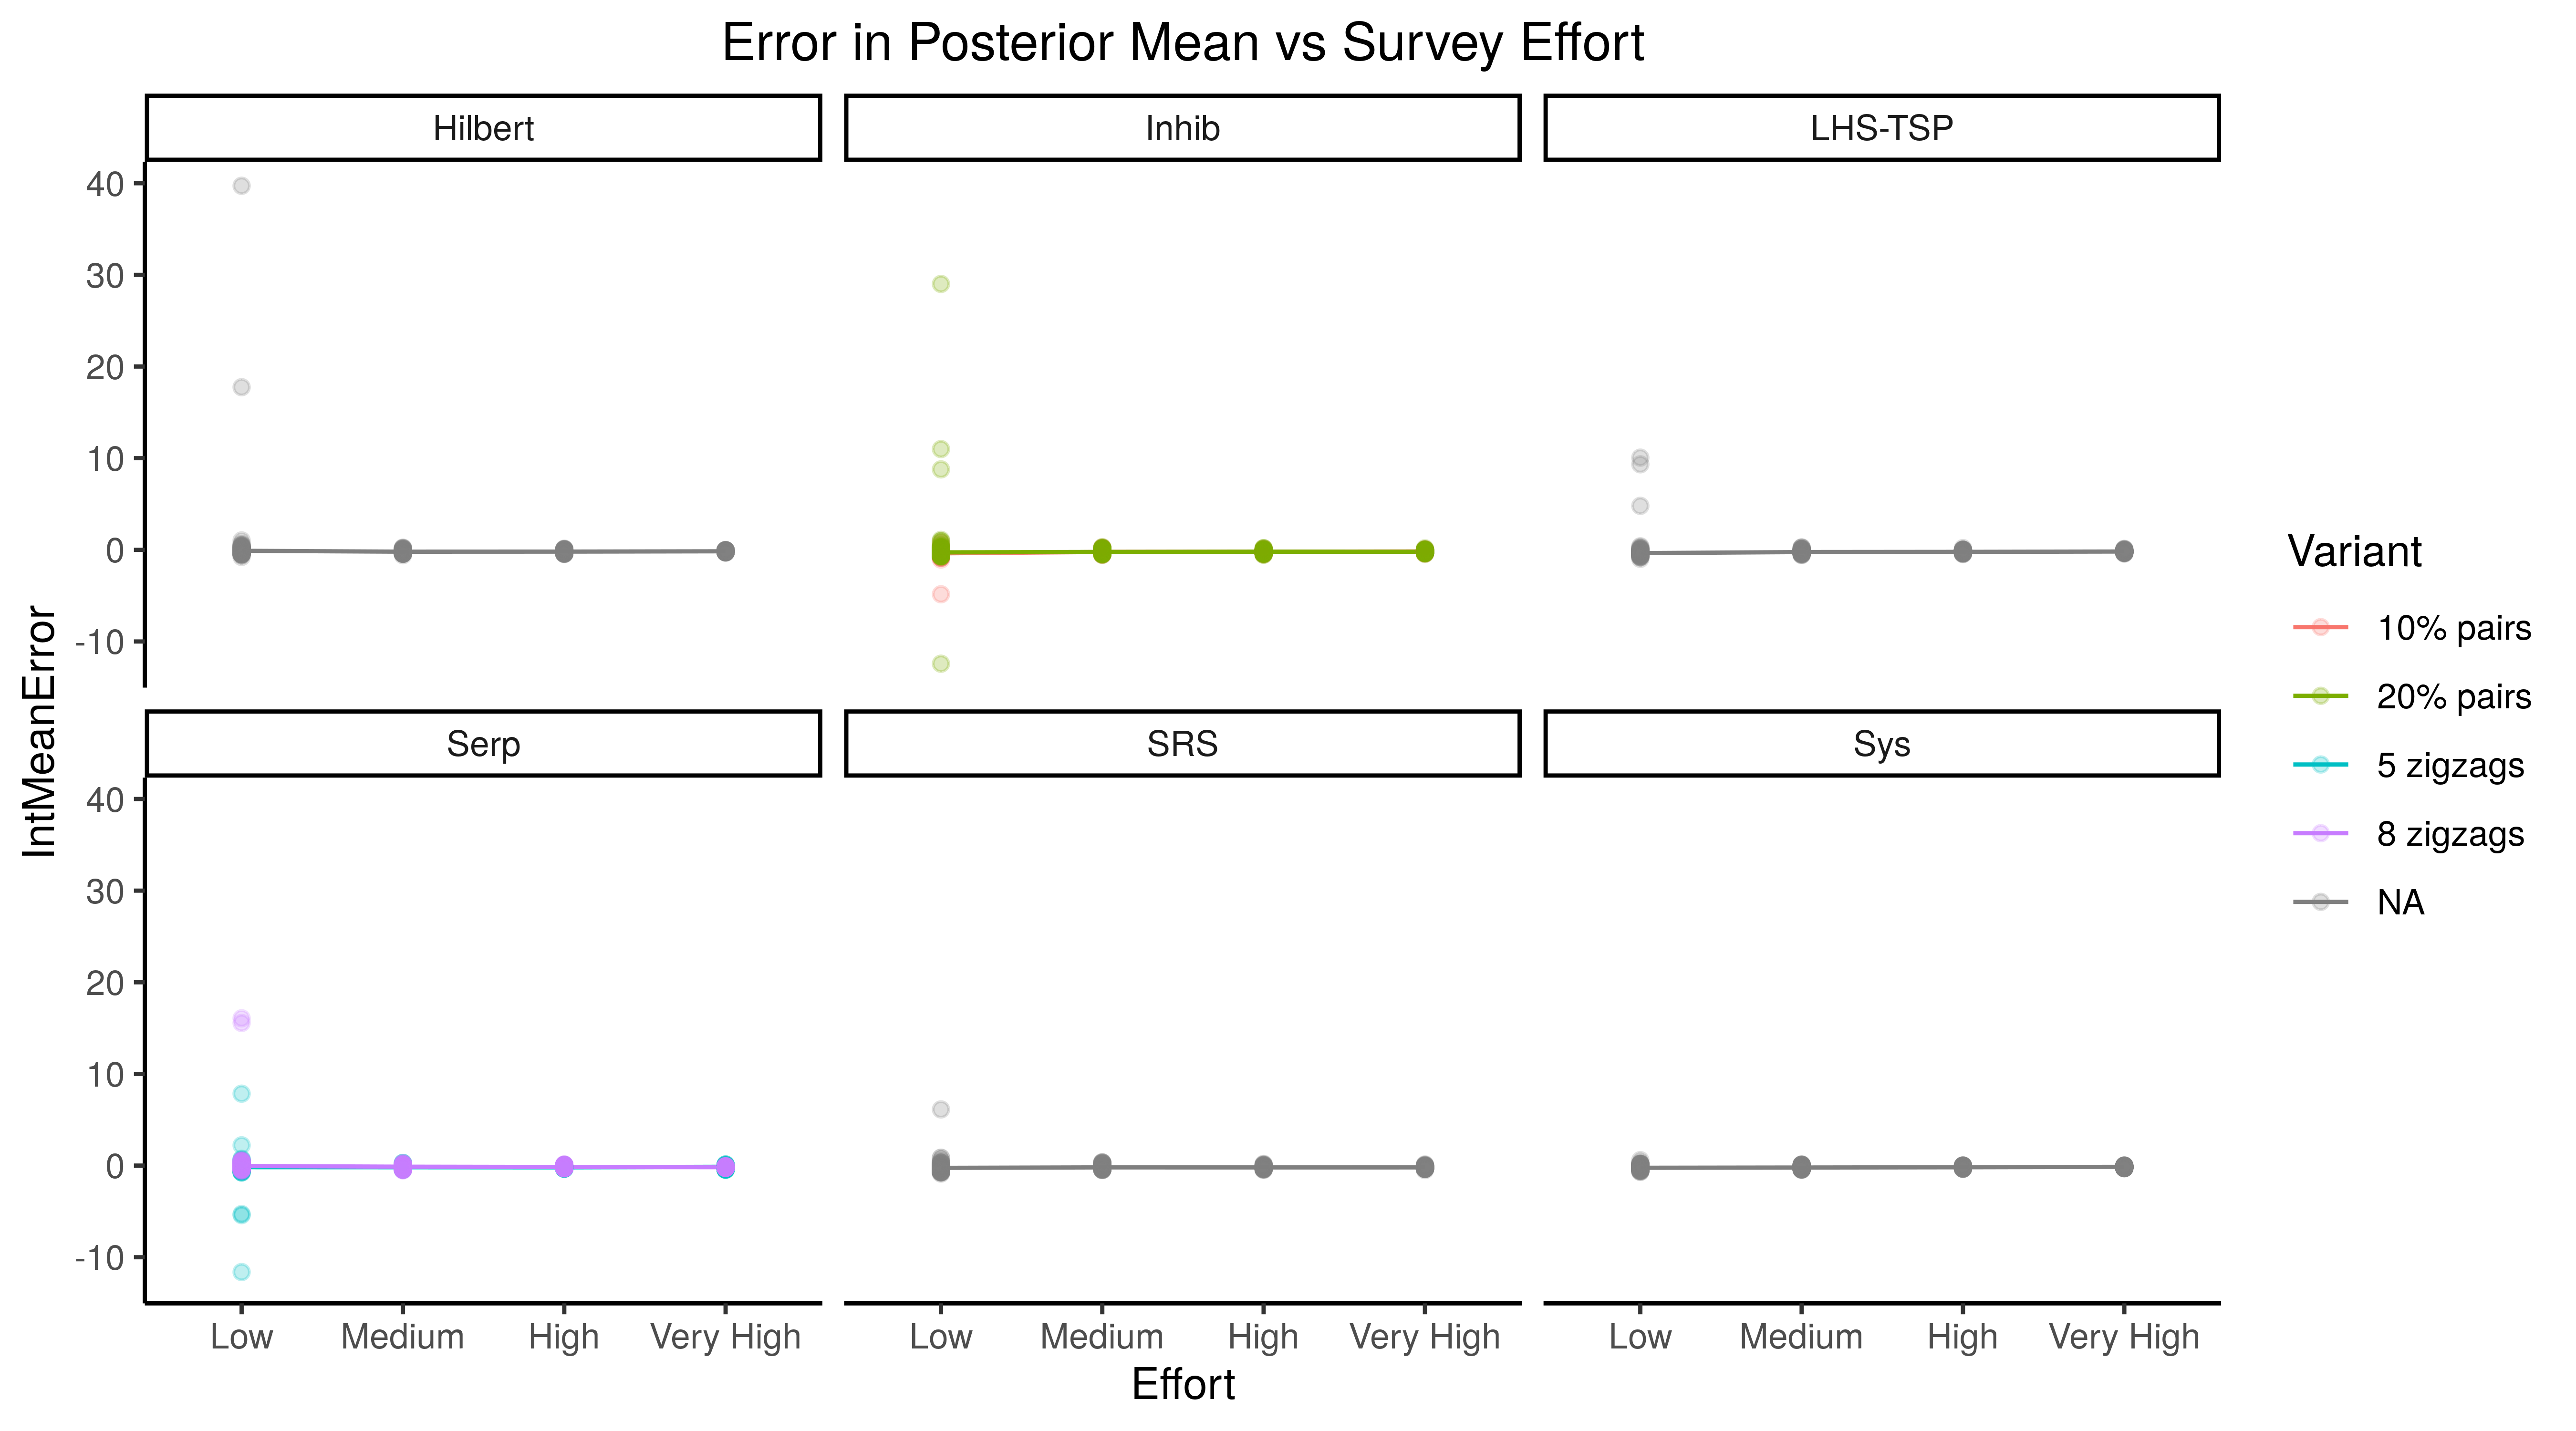 Error in Posterior Mean vs Survey Effort
Hilbert
Inhib
LHS-TSP
40
30
20
10
0
-10
Serp
SRS
Sys
40
30
20
10
0
-10
IntMeanError
Low Medium High Very High
Low Medium High Very High
Low Medium High Very High
Effort
Variant
10% pairs
20% pairs
5 zigzags
8 zigzags
NA